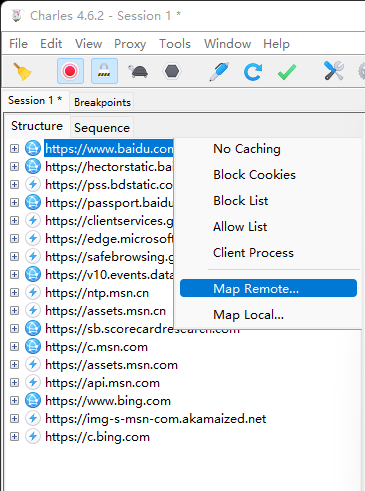 Charles 4.6.2 - Session 1 *
File Edit View Proxy Tools Window Help
Session 1 * Breakpoints
Structure Sequence
https://www.baidu.com
https://hectorstatic.bai
https://pss.bdstatic.co
https://passport.baidu
https://clientservices.g
https://edge.microsoft
https://safebrowsing.g
https://v10.events.data
https://ntp.msn.cn
https://assets.msn.cn
https://sb.scorecardresearch.com
https://c.msn.com
https://assets.msn.com
https://api.msn.com
https://www.bing.com
https://img-s-msn-com.akamaized.net
https://c.bing.com
No Caching
Block Cookies
Block List
Allow List
Client Process
Map Remote...
Map Local...